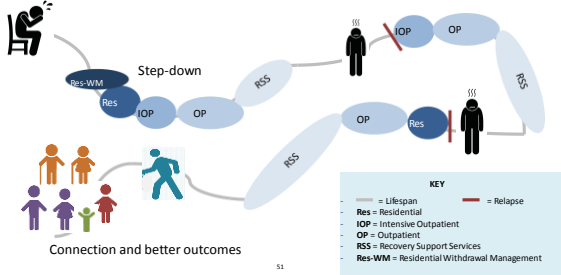 IOP
OP
RSS
Step-down
Res-WM
Res
IOP
OP
RSS
OP
Res
RSS
KEY
- = Lifespan = Relapse
- Res = Residential
- IOP = Intensive Outpatient
- OP = Outpatient
- RSS = Recovery Support Services
- Res-WM = Residential Withdrawal Management
Connection and better outcomes
51